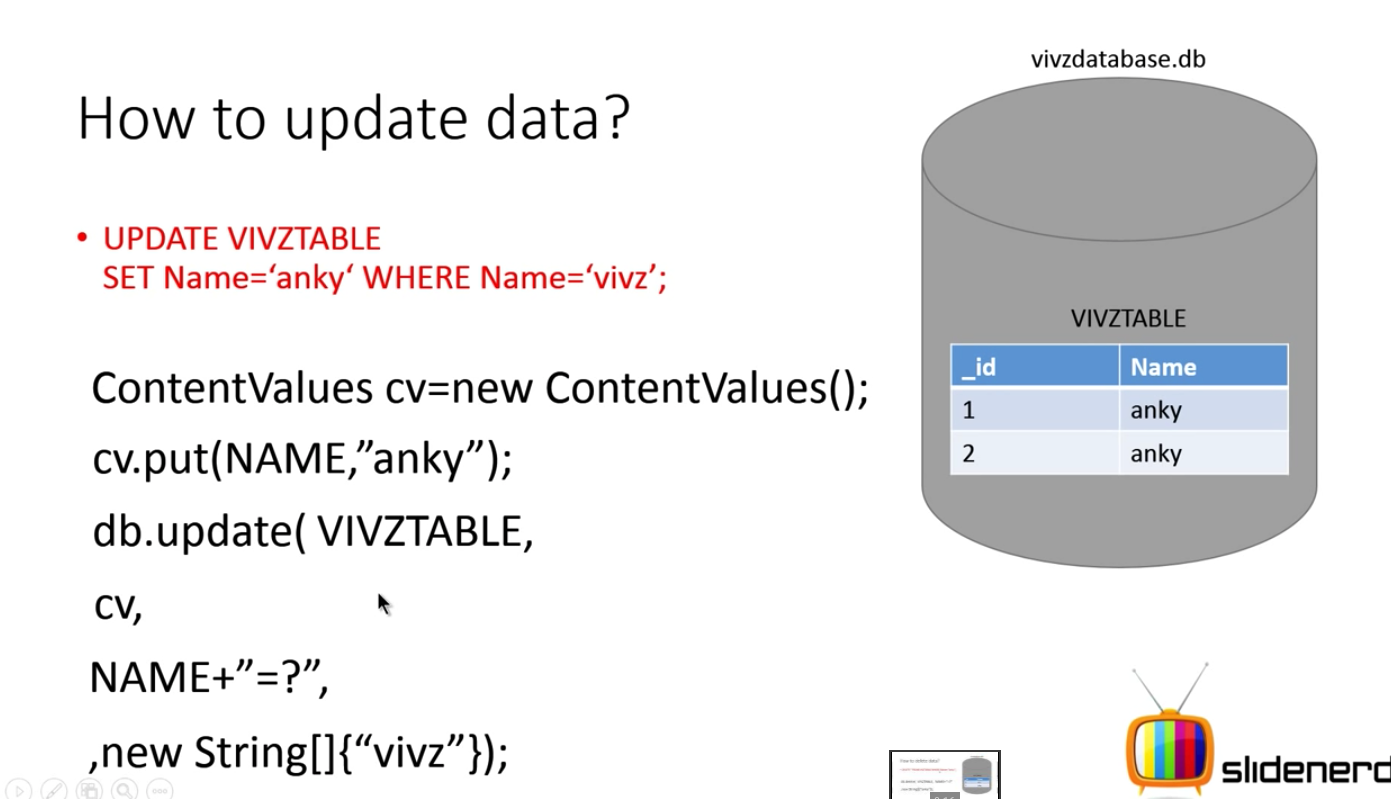 vivzdatabase.db
How to update data?
• UPDATE VIVZTABLE
SET Name=‘anky‘ WHERE Name=‘vivz’;
ContentValues cv=new ContentValues();
cv.put(NAME,”anky”);
db.update( VIVZTABLE,
cv,
NAME+”=?”,
,new String[]{“vivz”});
VIVZTABLE
_id Name
1 anky
2 anky
slidenerd